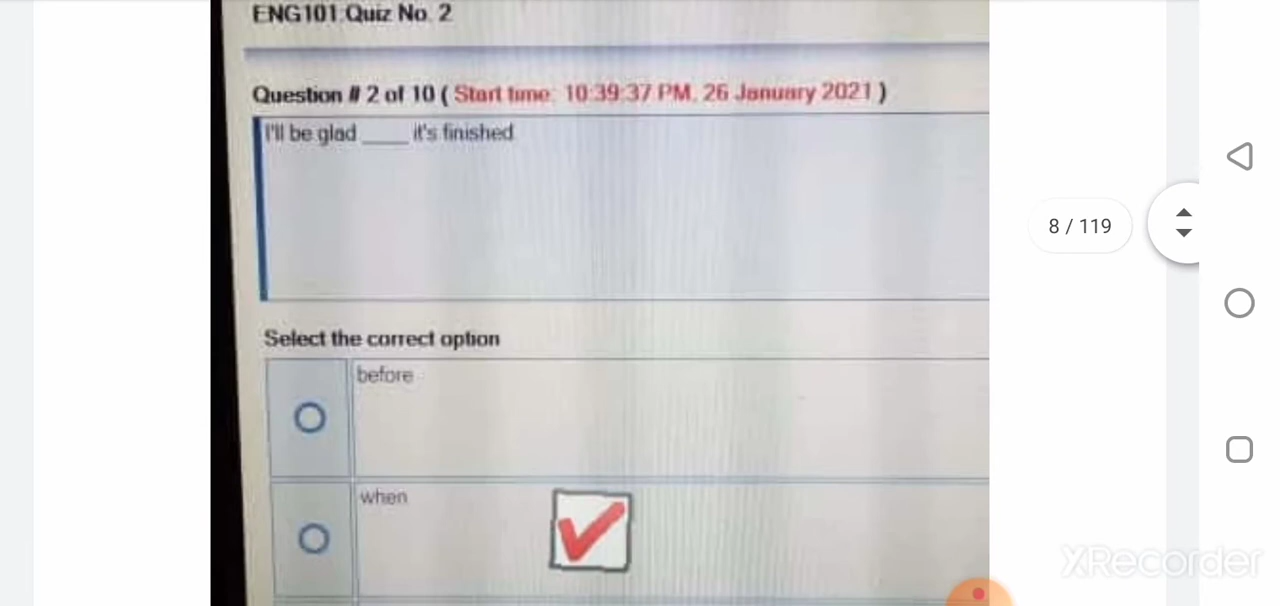 ENG101:Quiz No. 2
Question # 2 of 10 ( Start time: 10:39:37 PM, 26 January 2021 )
I'll be glad ____ it's finished
8 / 119
Select the correct option
before
when
XRecorder